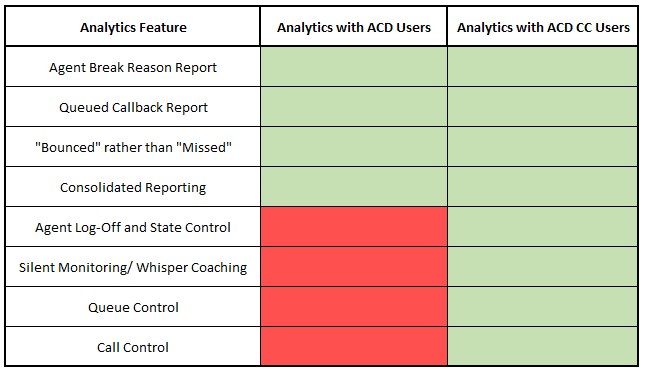 Analytics Feature Analytics with ACD Users Analytics with ACD CC Users
Agent Break Reason Report
Queued Callback Report
"Bounced" rather than "Missed"
Consolidated Reporting
Agent Log-Off and State Control
Silent Monitoring/ Whisper Coaching
Queue Control
Call Control